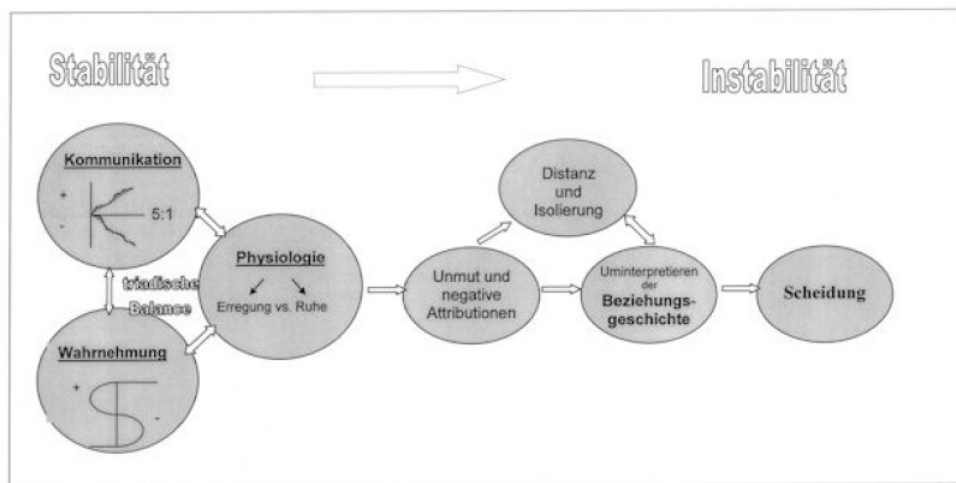 Stabilität
Instabilität
Kommunikation
+
-
5:1
triadische
Balance
Wahrnehmung
+
-
Physiologie
Erregung vs. Ruhe
Unmut und
negative
Attributionen
Distanz
und
Isolierung
Uminterpretieren
der
Beziehungs-
geschichte
Scheidung